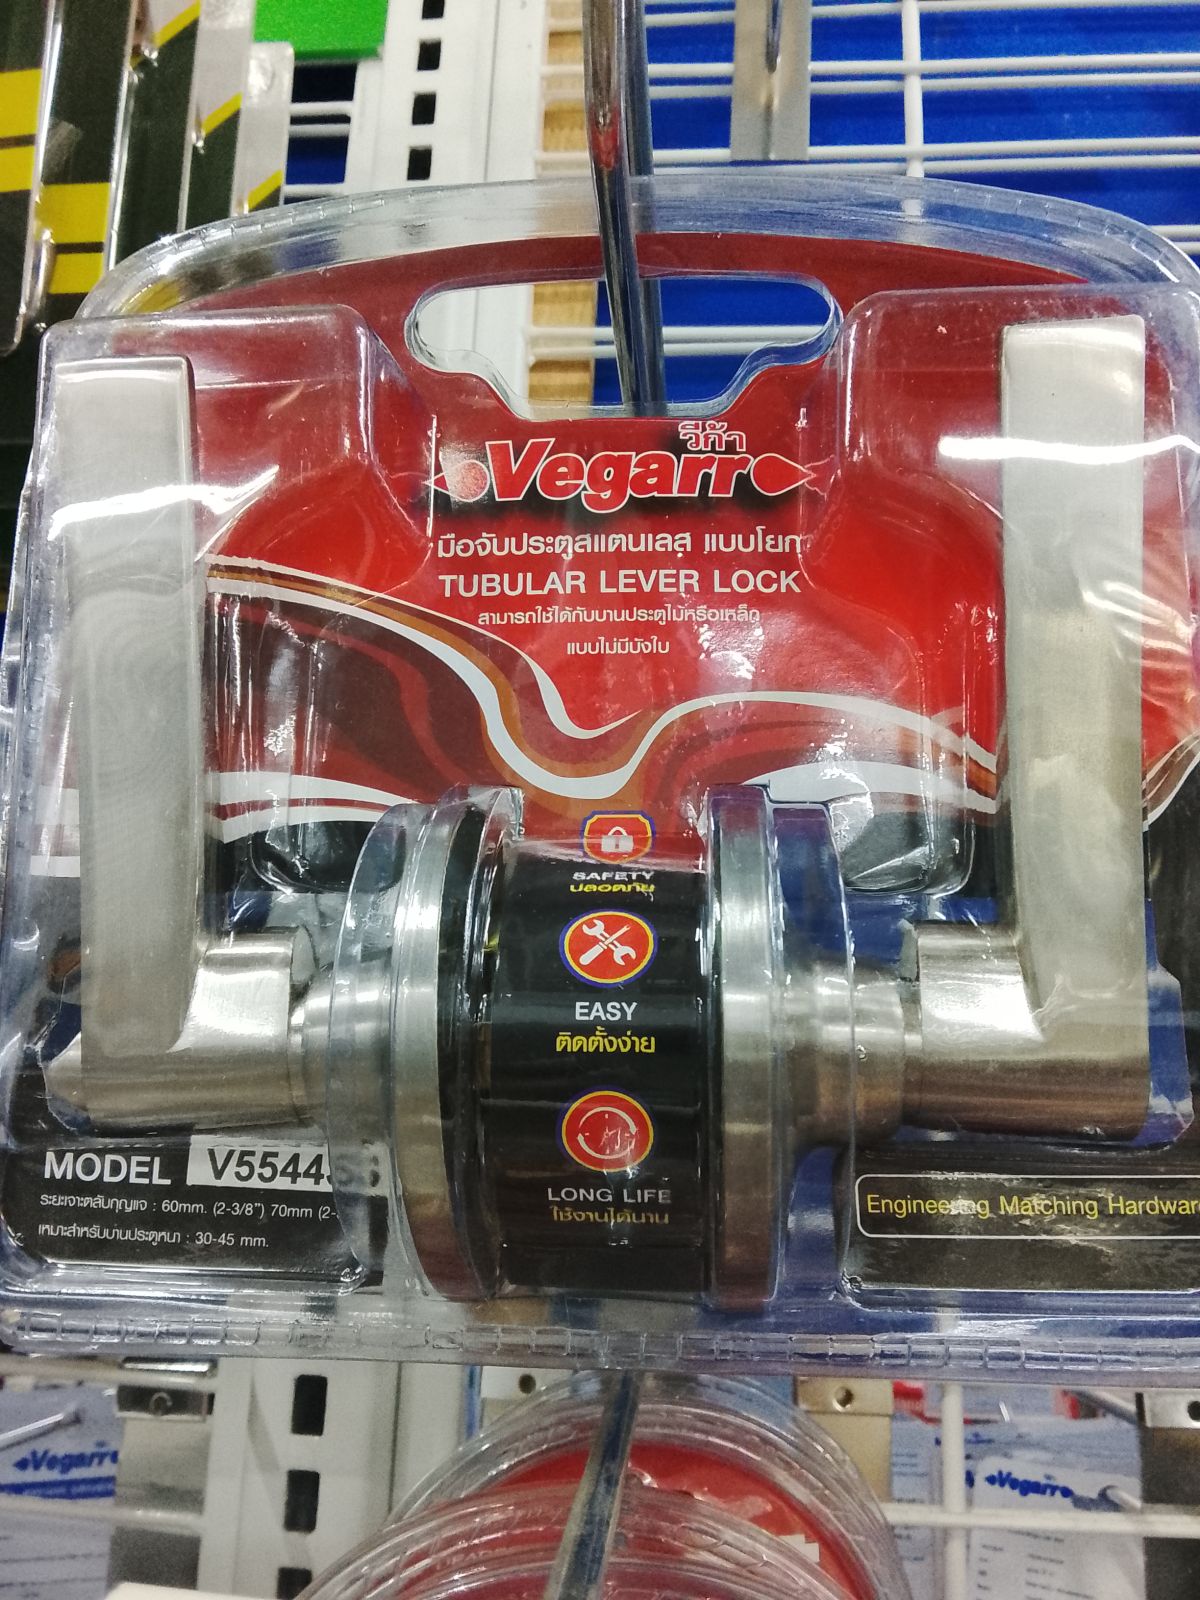 วีก้า
Vegarr
มือจับประตูสแตนเลส แบบโยก
TUBULAR LEVER LOCK
สามารถใช้ได้กับบานประตูไม้หรือเหล็ก
แบบไม่มีบังใบ
SAFETY
ปลอดภัย
EASY
ติดตั้งง่าย
LONG LIFE
ใช้งานได้นาน
MODEL
ระยะเจาะตลับกุญแจ : 60mm. (2-3/8") 70mm (2-
เหมาะสำหรับบานประตูหนา : 30-45 mm.
Engineering Matching Hardware
Vegarr
Vegarr